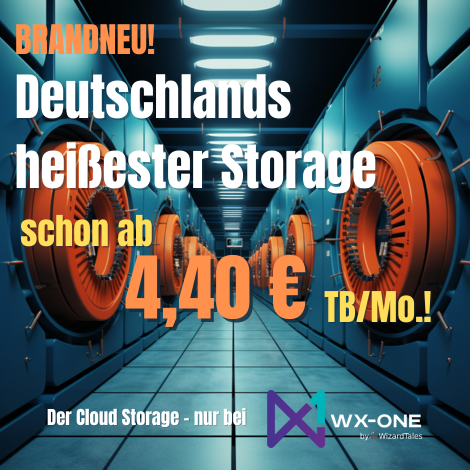 BRANDNEU!
Deutschlands
heißester Storage
schon ab
4,40 € TB/Mo.!
Der Cloud Storage - nur bei
WX-ONE
by WizardTales